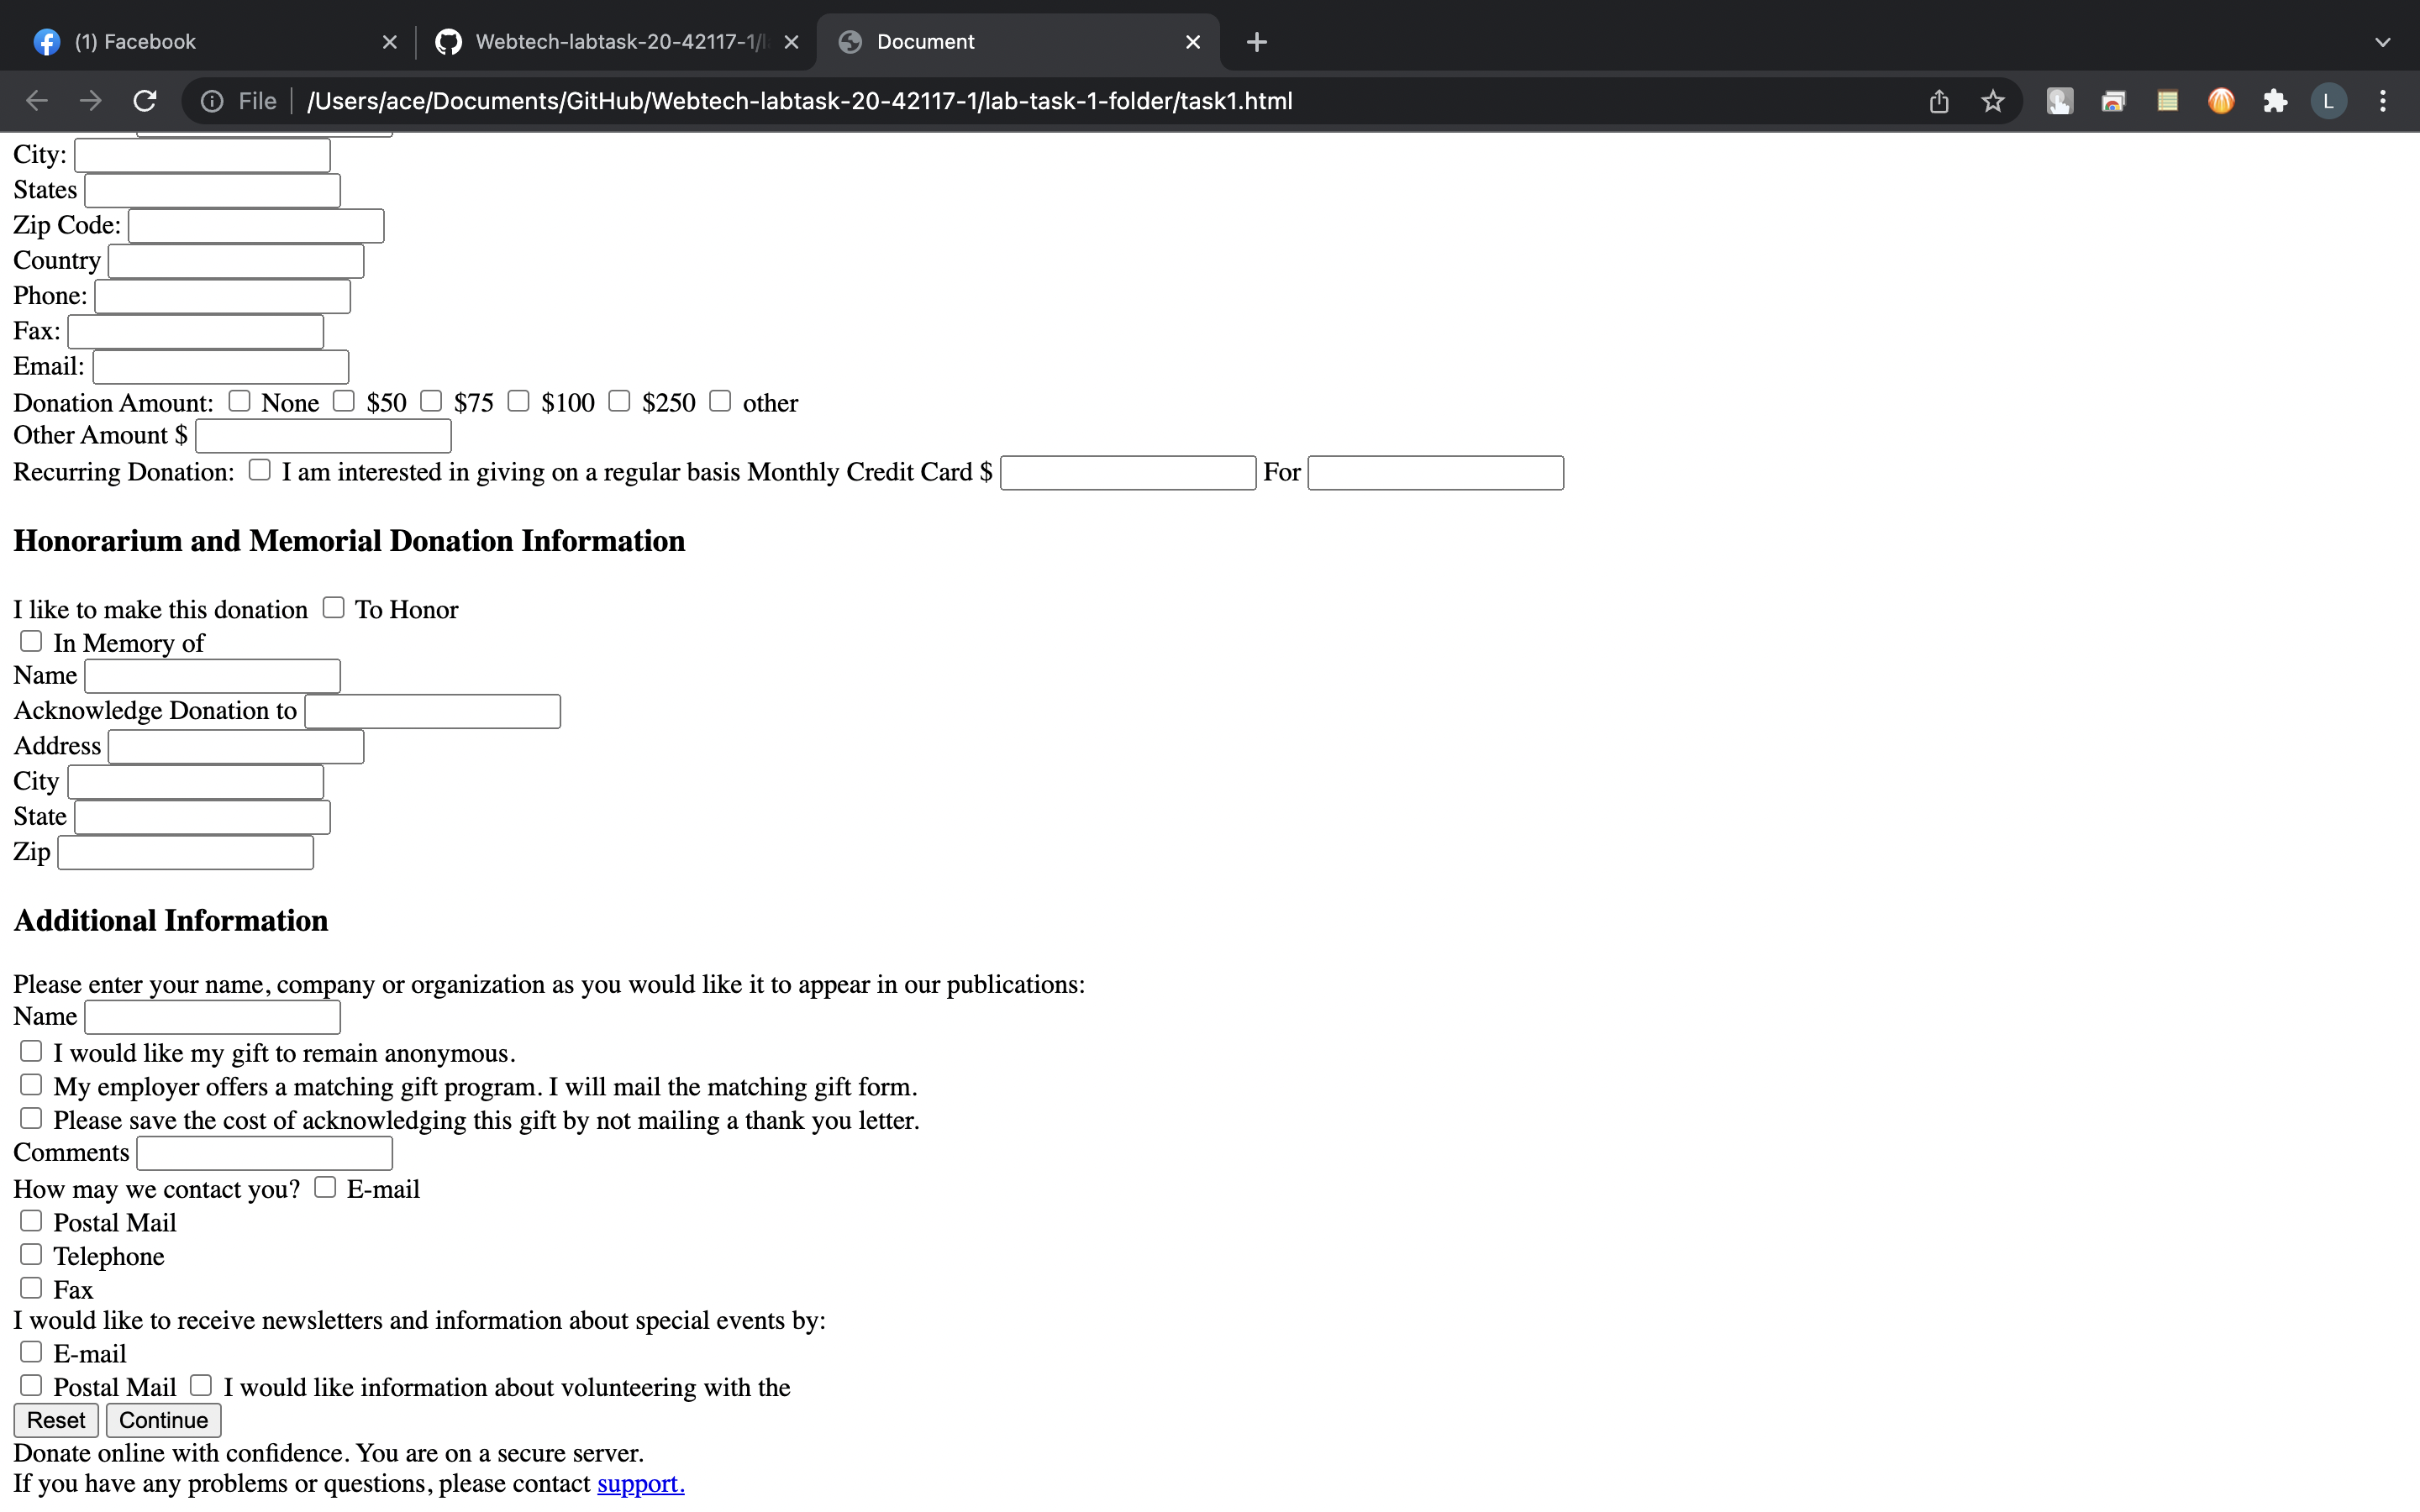 (1) Facebook
Webtech-labtask-20-42117-1/l
Document
File /Users/ace/Documents/GitHub/Webtech-labtask-20-42117-1/lab-task-1-folder/task1.html
L
City:
States
Zip Code:
Country
Phone:
Fax:
Email:
Donation Amount: None $50 $75 $100 $250 other
Other Amount $
Recurring Donation: I am interested in giving on a regular basis Monthly Credit Card $ For
Honorarium and Memorial Donation Information
I like to make this donation To Honor
In Memory of
Name
Acknowledge Donation to
Address
City
State
Zip
Additional Information
Please enter your name, company or organization as you would like it to appear in our publications:
Name
I would like my gift to remain anonymous.
My employer offers a matching gift program. I will mail the matching gift form.
Please save the cost of acknowledging this gift by not mailing a thank you letter.
Comments
How may we contact you? E-mail
Postal Mail
Telephone
Fax
I would like to receive newsletters and information about special events by:
E-mail
Postal Mail I would like information about volunteering with the
Reset Continue
Donate online with confidence. You are on a secure server.
If you have any problems or questions, please contact support.